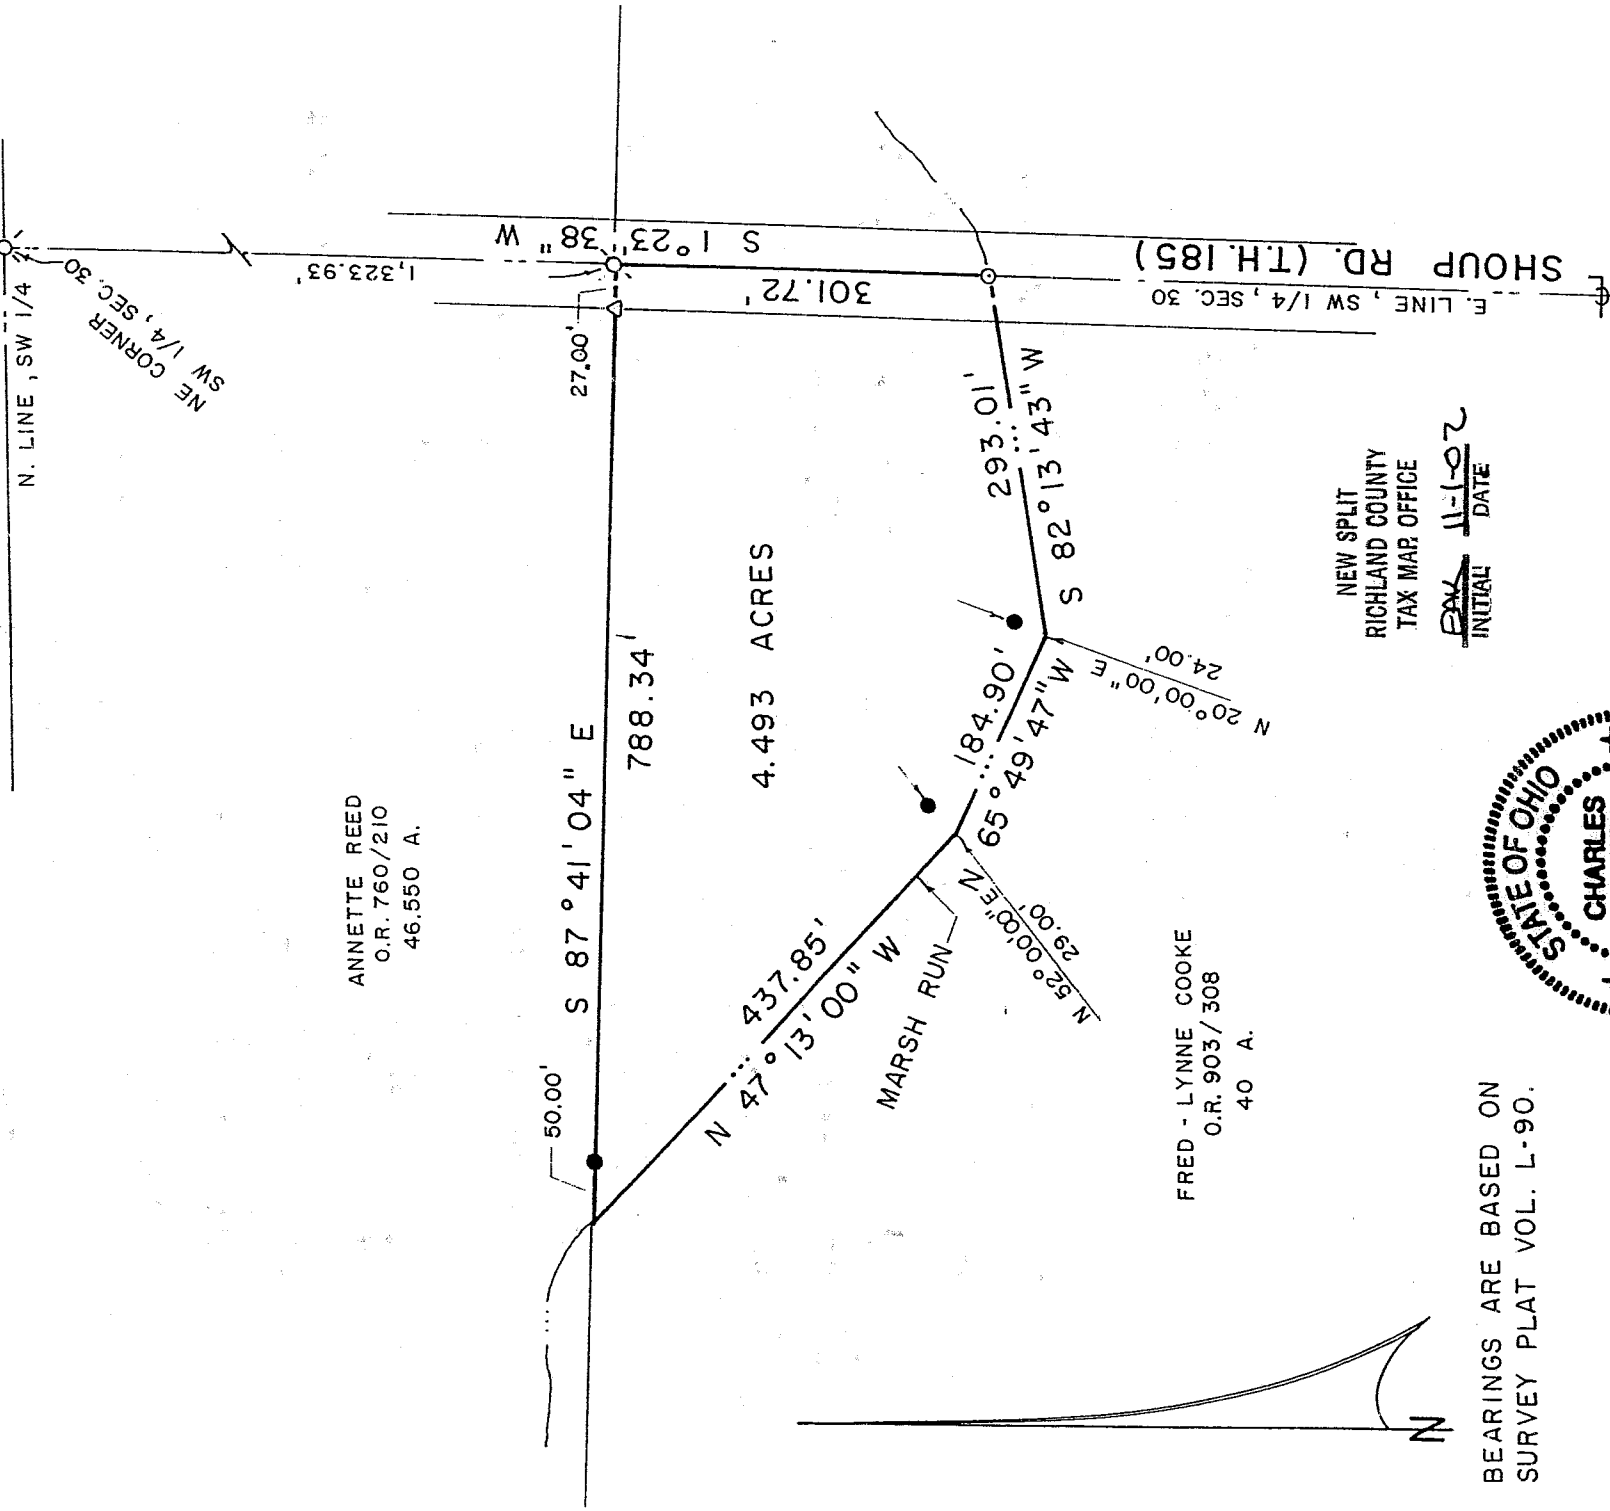 N. LINE , SW 1/4
NE CORNER
SW 1/4 , SEC. 30
1,323.93'
S 1°23'38" W
301.72'
SHOUP RD. (T.H.185)
E. LINE , SW 1/4 , SEC. 30
27.00'
ANNETTE REED
O.R. 760/210
46.550 A.
S 87°41'04" E
788.34'
50.00'
4.493 ACRES
293.01'
S 82°13'43" W
184.90'
N 65°49'47" W
437.85'
N 47°13'00" W
N 20°00'00" E
24.00'
N 52°00'00" E
29.00'
MARSH RUN
FRED - LYNNE COOKE
O.R. 903/308
40 A.
NEW SPLIT
RICHLAND COUNTY
TAX MAP OFFICE
11-1-02
INITIAL DATE
STATE OF OHIO
CHARLES
N
BEARINGS ARE BASED ON
SURVEY PLAT VOL. L-90.